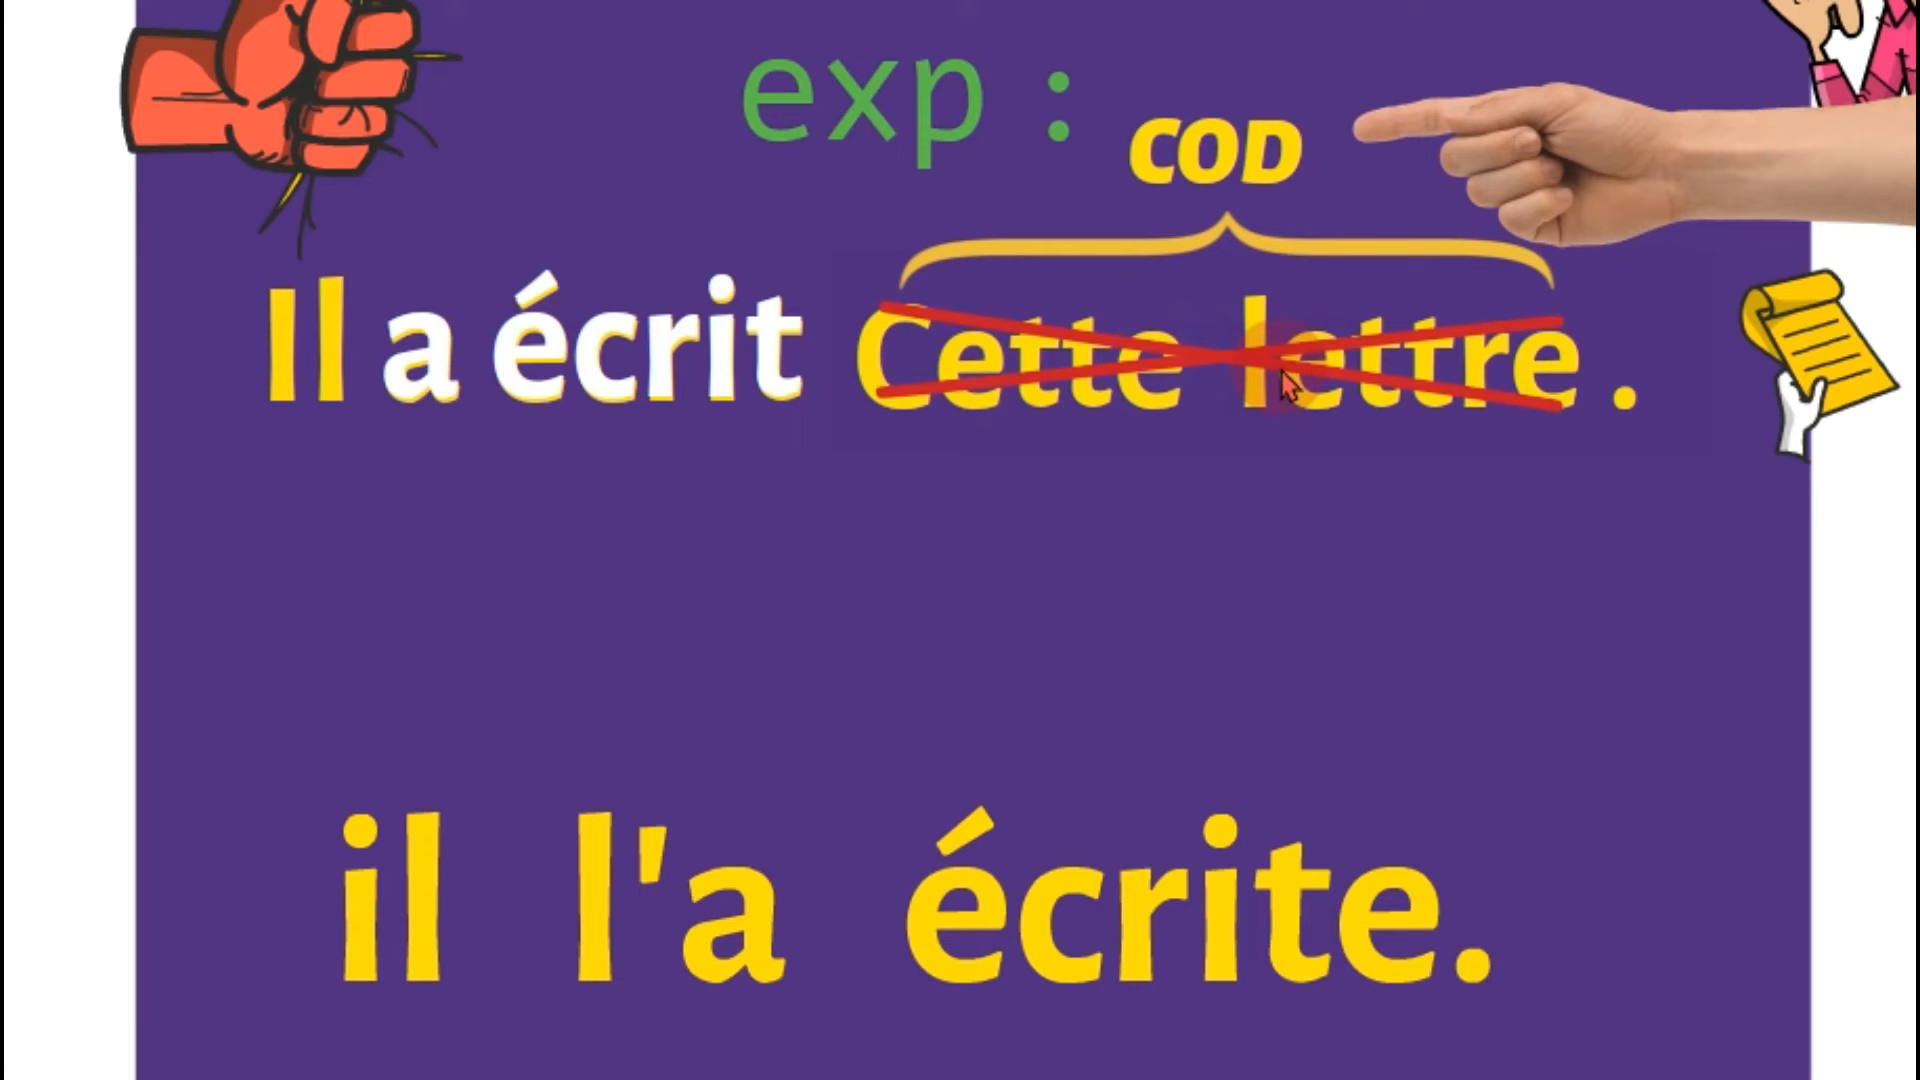 exp :
COD
Il a écrit Cette lettre .
il l'a écrite.